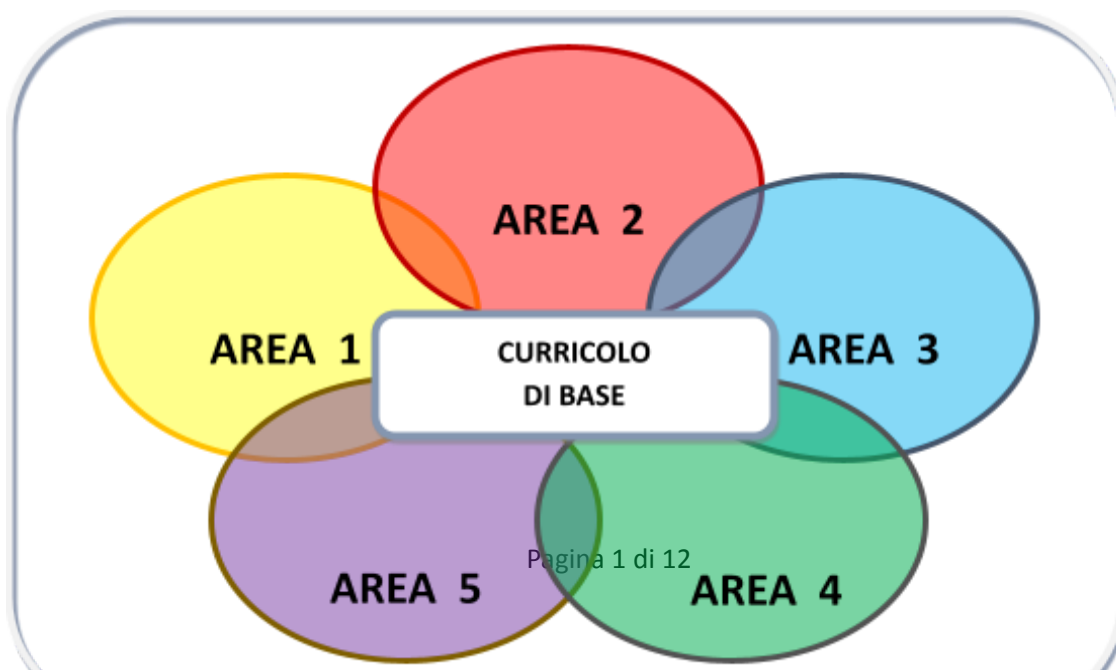 AREA 2
AREA 1
CURRICOLO
DI BASE
AREA 3
Pagina 1 di 12
AREA 5
AREA 4